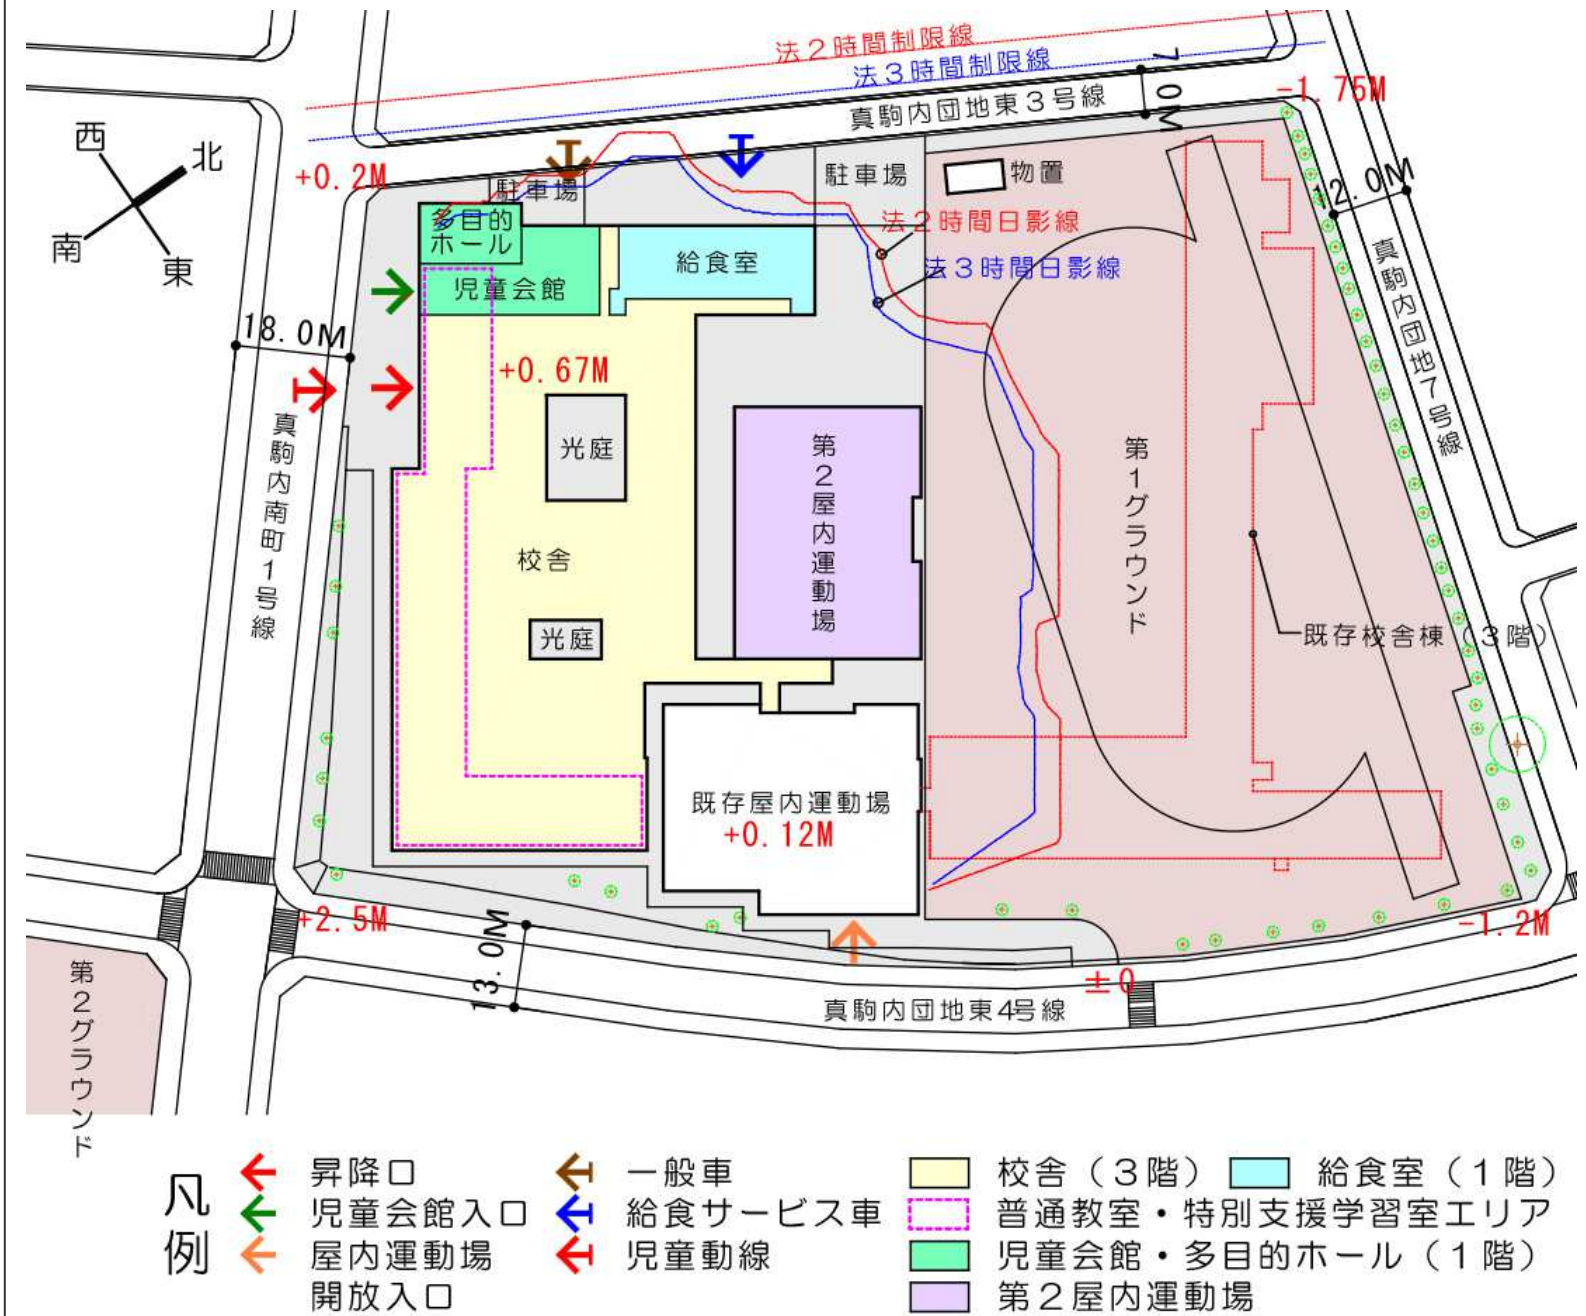 法2時間制限線
法3時間制限線
真駒内団地東3号線
7.0M
-1.75M
西
北
南
東
+0.2M
駐車場
駐車場
物置
12.0M
多目的
ホール
法2時間日影線
児童会館
給食室
法3時間日影線
真駒内団地7号線
18.0M
+0.67M
真駒内南町1号線
光庭
第2屋内運動場
第1グラウンド
校舎
光庭
既存校舎棟(3階)
既存屋内運動場
+0.12M
+2.5M
13.0M
-1.2M
±0
真駒内団地東4号線
第2グラウンド
凡例
昇降口
児童会館入口
屋内運動場
開放入口
一般車
給食サービス車
児童動線
校舎(3階)
給食室(1階)
普通教室・特別支援学習室エリア
児童会館・多目的ホール(1階)
第2屋内運動場